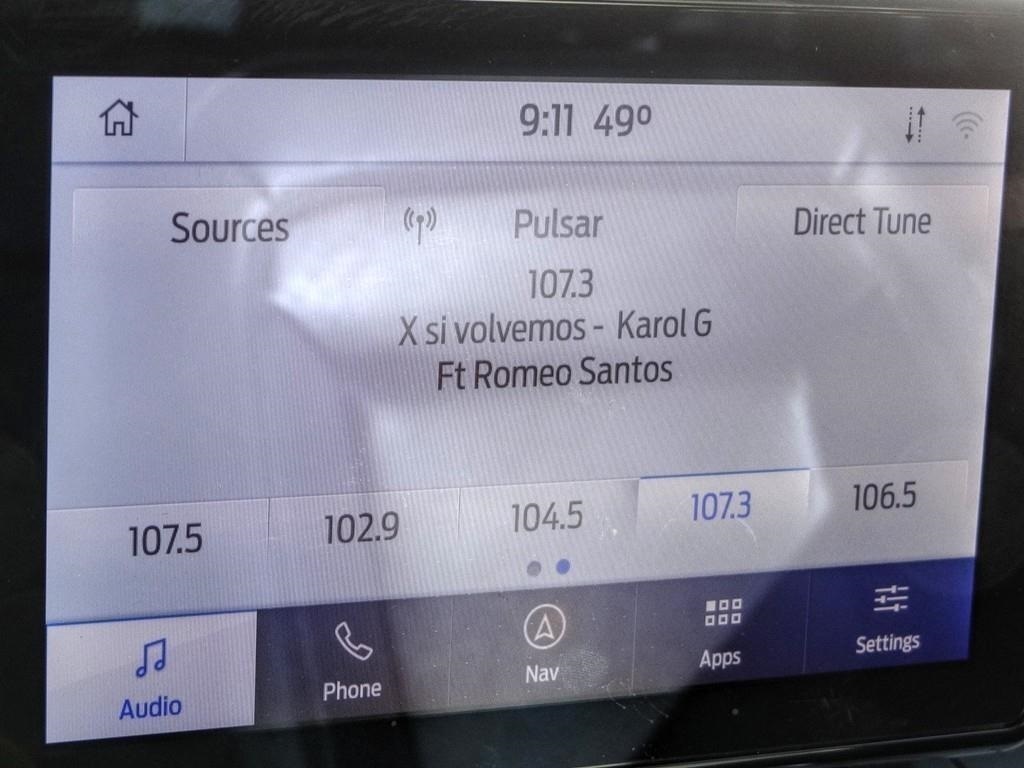 9:11 49°
Sources
Pulsar
Direct Tune
107.3
X si volvemos - Karol G
Ft Romeo Santos
107.5
102.9
104.5
107.3
106.5
Audio
Phone
Nav
Apps
Settings